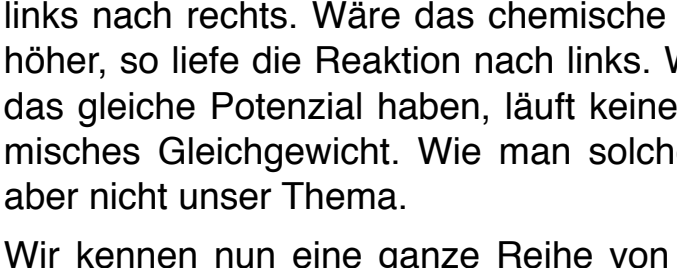 links nach rechts. Wäre das chemische
höher, so liefe die Reaktion nach links.
das gleiche Potenzial haben, läuft keine
misches Gleichgewicht. Wie man solche
aber nicht unser Thema.
Wir kennen nun eine ganze Reihe von